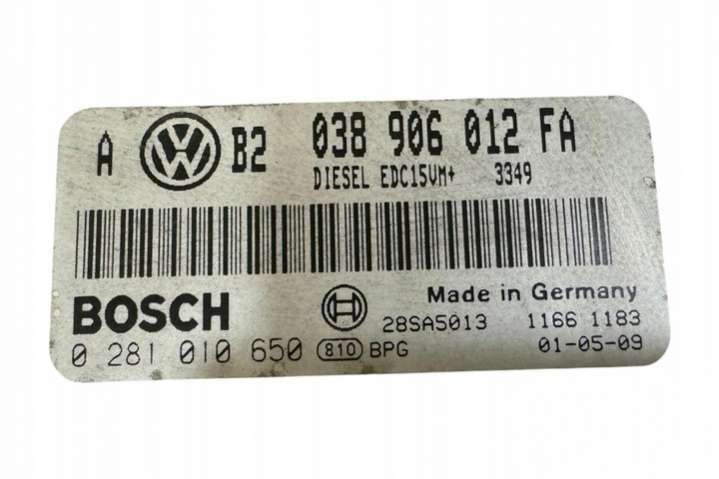 A VW B2 038 906 012 FA
DIESEL EDC15VM+ 3349
BOSCH Made in Germany
28SA5013 1166 1183
0 281 010 650 810 BPG 01-05-09